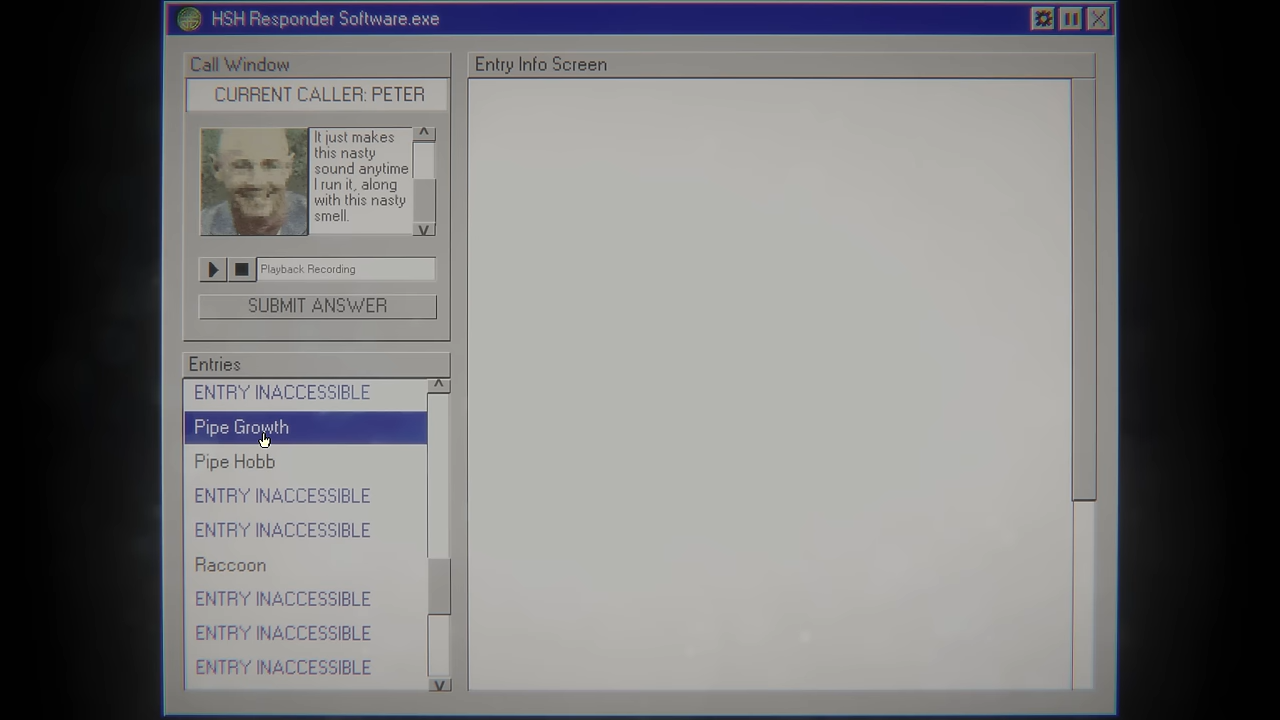 HSH Responder Software.exe
Call Window
CURRENT CALLER: PETER
It just makes
this nasty
sound anytime
I run it, along
with this nasty
smell.
Playback Recording
SUBMIT ANSWER
Entries
ENTRY INACCESSIBLE
Pipe Growth
Pipe Hobb
ENTRY INACCESSIBLE
ENTRY INACCESSIBLE
Raccoon
ENTRY INACCESSIBLE
ENTRY INACCESSIBLE
ENTRY INACCESSIBLE
Entry Info Screen